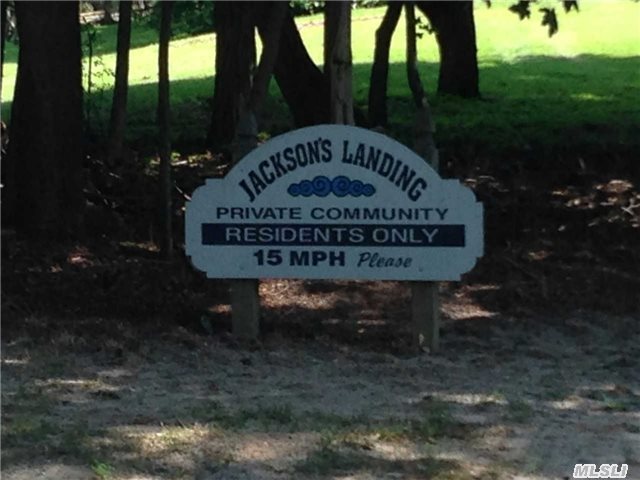 JACKSON'S LANDING
PRIVATE COMMUNITY
RESIDENTS ONLY
15 MPH Please
MLSLI